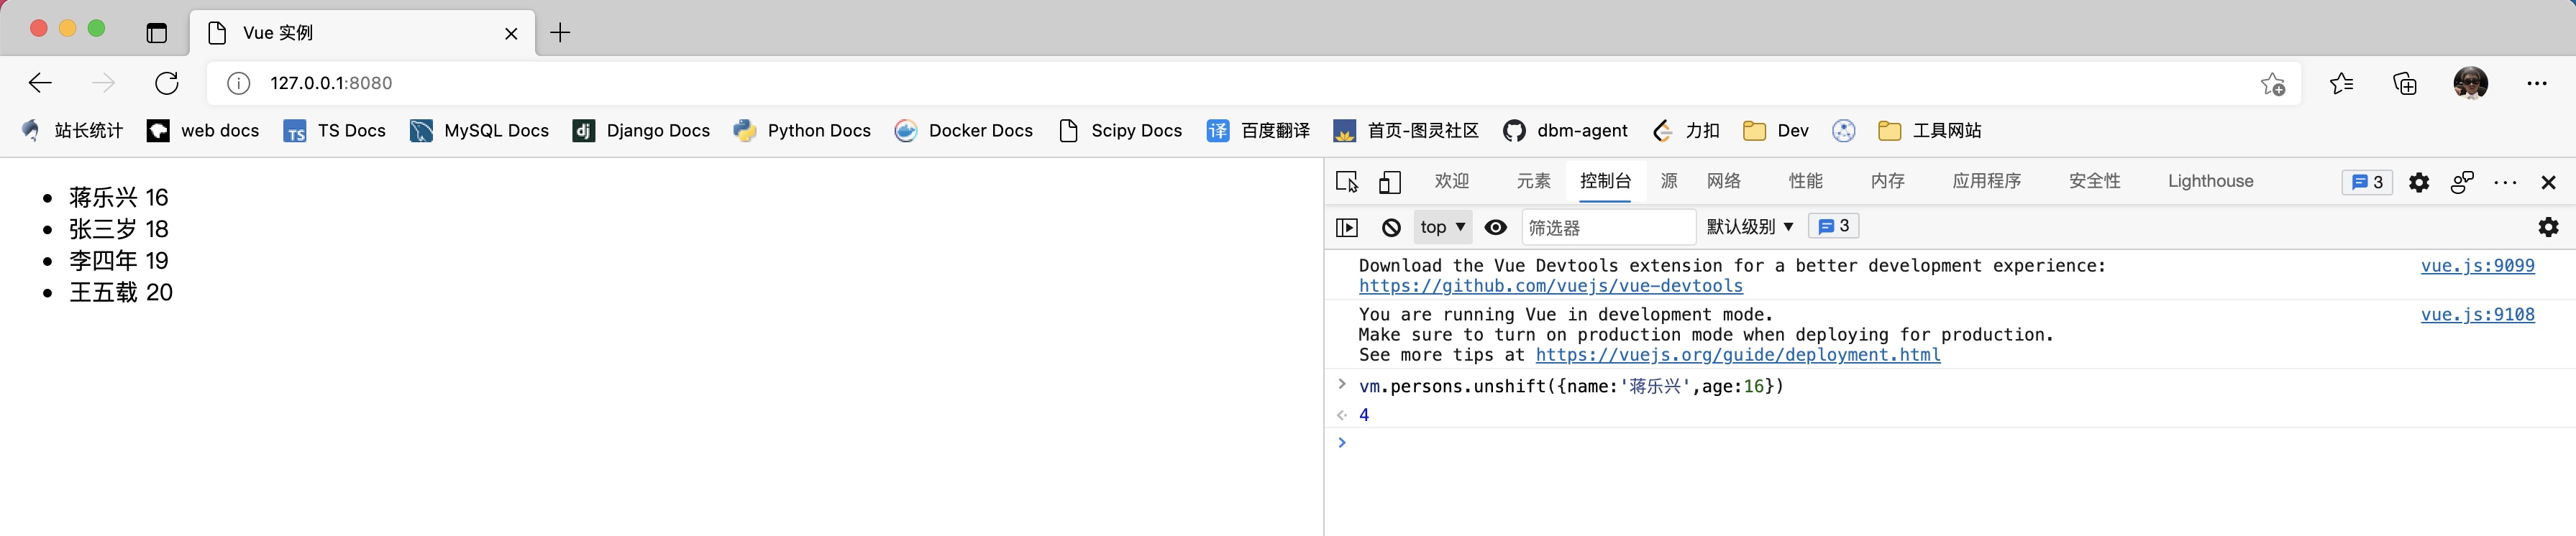 Vue 实例
127.0.0.1:8080
站长统计 web docs TS Docs MySQL Docs Django Docs Python Docs Docker Docs Scipy Docs 百度翻译 首页-图灵社区 dbm-agent 力扣 Dev 工具网站
蒋乐兴 16
张三岁 18
李四年 19
王五载 20
欢迎 元素 控制台 源 网络 性能 内存 应用程序 安全性 Lighthouse 3
top 筛选器 默认级别 3
Download the Vue Devtools extension for a better development experience: vue.js:9099
https://github.com/vuejs/vue-devtools
You are running Vue in development mode. vue.js:9108
Make sure to turn on production mode when deploying for production.
See more tips at https://vuejs.org/guide/deployment.html
> vm.persons.unshift({name:'蒋乐兴',age:16})
4
>